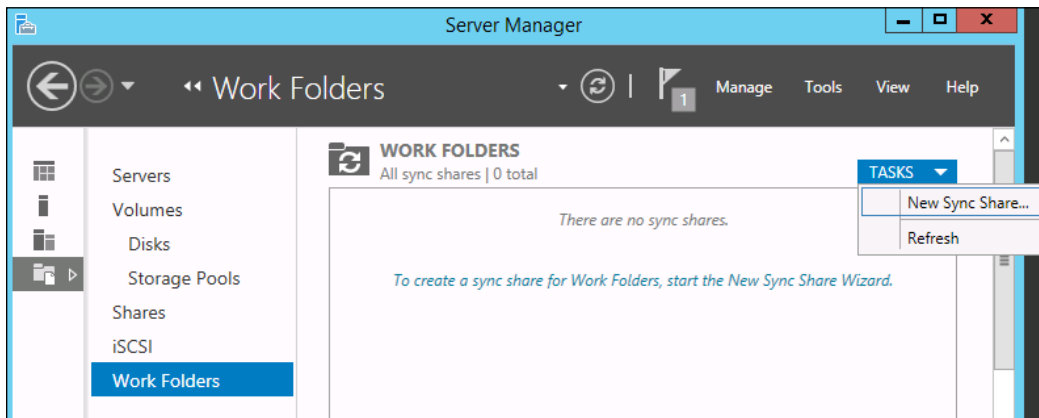 Server Manager
Work Folders
1
Manage
Tools
View
Help
Servers
Volumes
Disks
Storage Pools
Shares
iSCSI
Work Folders
WORK FOLDERS
All sync shares | 0 total
TASKS
New Sync Share...
Refresh
There are no sync shares.
To create a sync share for Work Folders, start the New Sync Share Wizard.